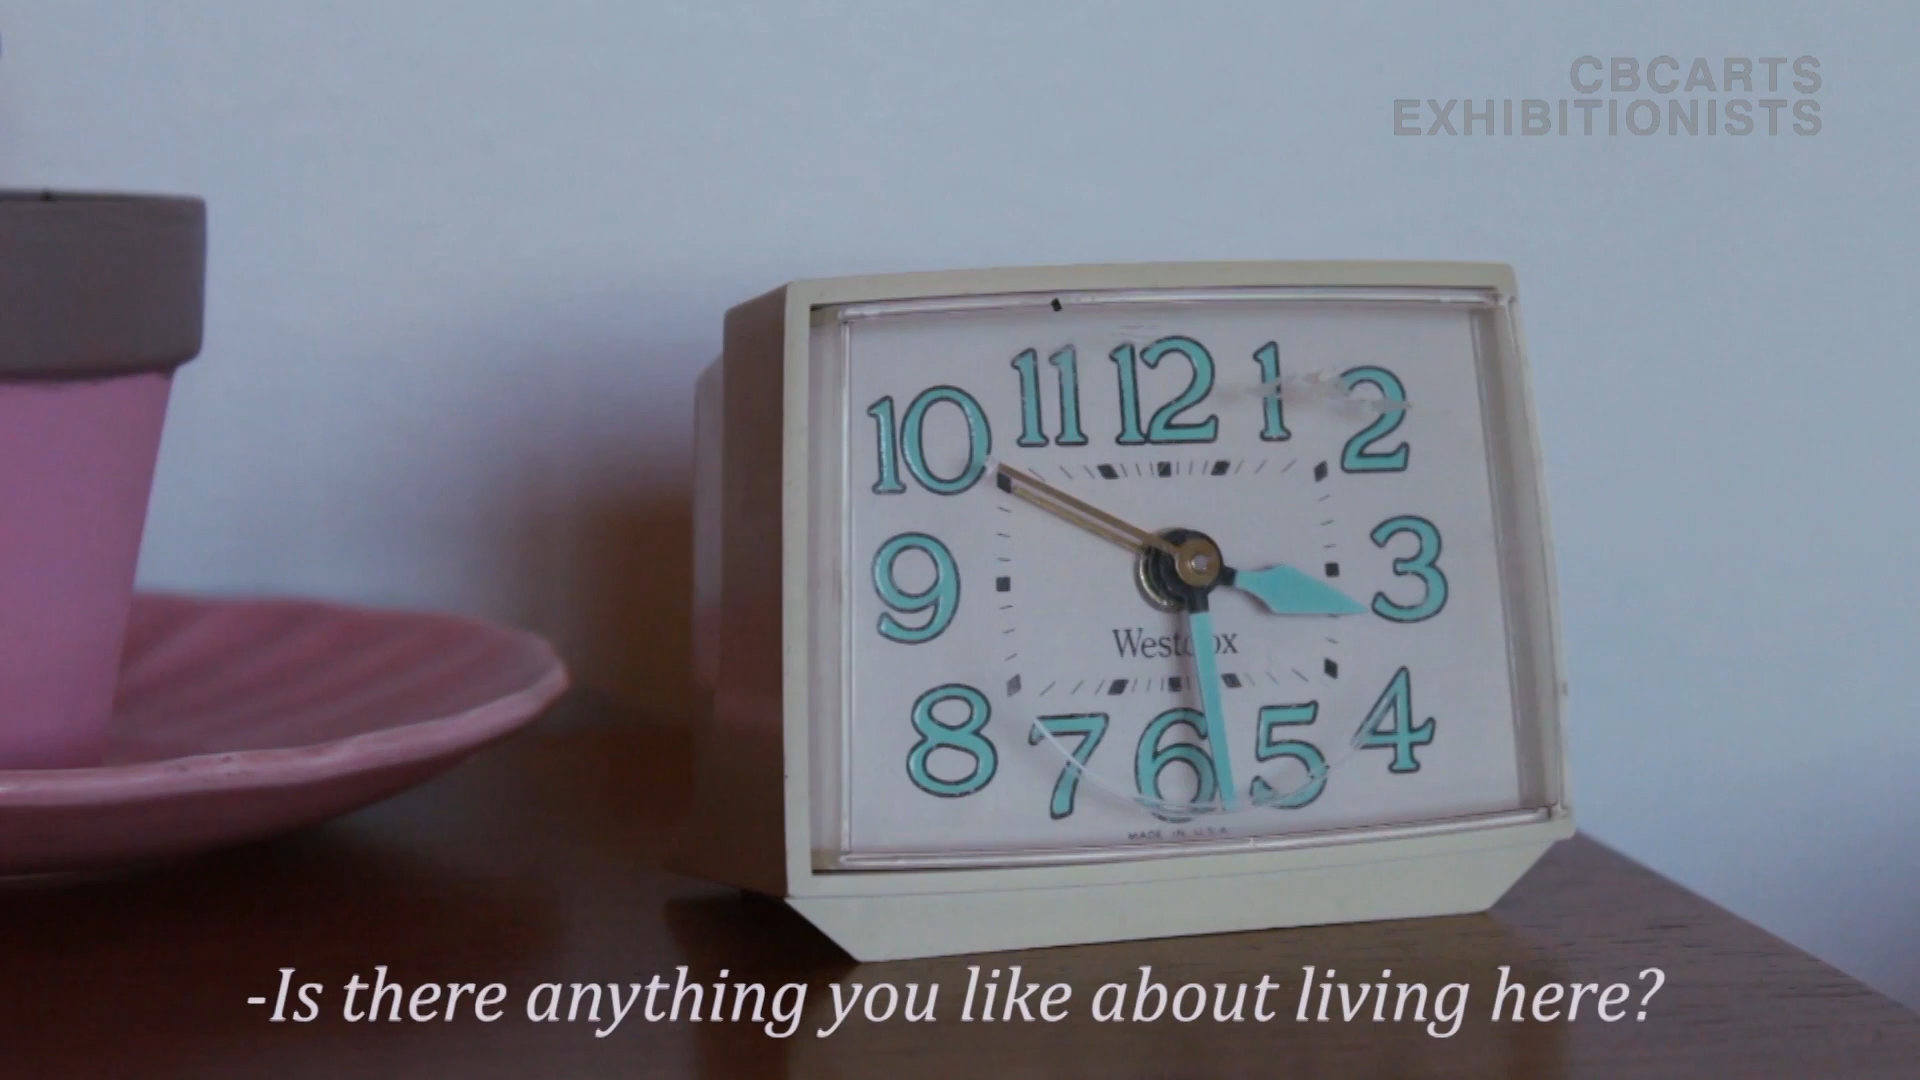 CBCARTS
EXHIBITIONISTS
11 12 1
10 2
9 3
Westclox
8 4
7 6 5
MADE IN U.S.A.
-Is there anything you like about living here?